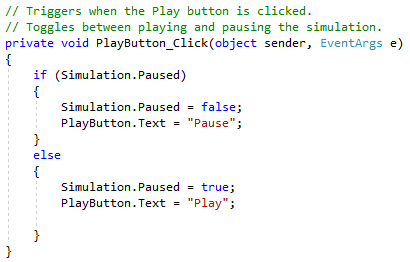 // Triggers when the Play button is clicked.
// Toggles between playing and pausing the simulation.
private void PlayButton_Click(object sender, EventArgs e)
{
    if (Simulation.Paused)
    {
        Simulation.Paused = false;
        PlayButton.Text = "Pause";
    }
    else
    {
        Simulation.Paused = true;
        PlayButton.Text = "Play";

    }
}